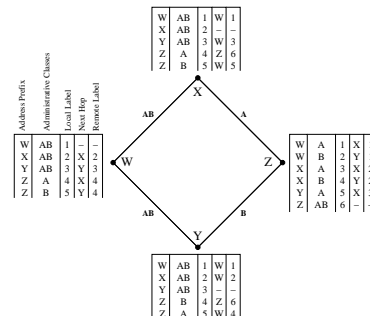 W AB 1 W 1
X AB 2 – –
Y AB 3 W 3
Z A 4 Z 6
Z B 5 W 5
X
Address Prefix
Administrative Classes
Local Label
Next Hop
Remote Label
W AB 1 – –
X AB 2 X 2
Y AB 3 Y 3
Z A 4 X 4
Z B 5 Y 4
AB
A
W
Z
AB
B
W A 1 X
W B 2 Y
X A 3 X
X B 4 Y
Y A 5 X
Z AB 6 –
Y
W AB 1 W 1
X AB 2 W 2
Y AB 3 – –
Z B 4 Z 6
Z A 5 W 4